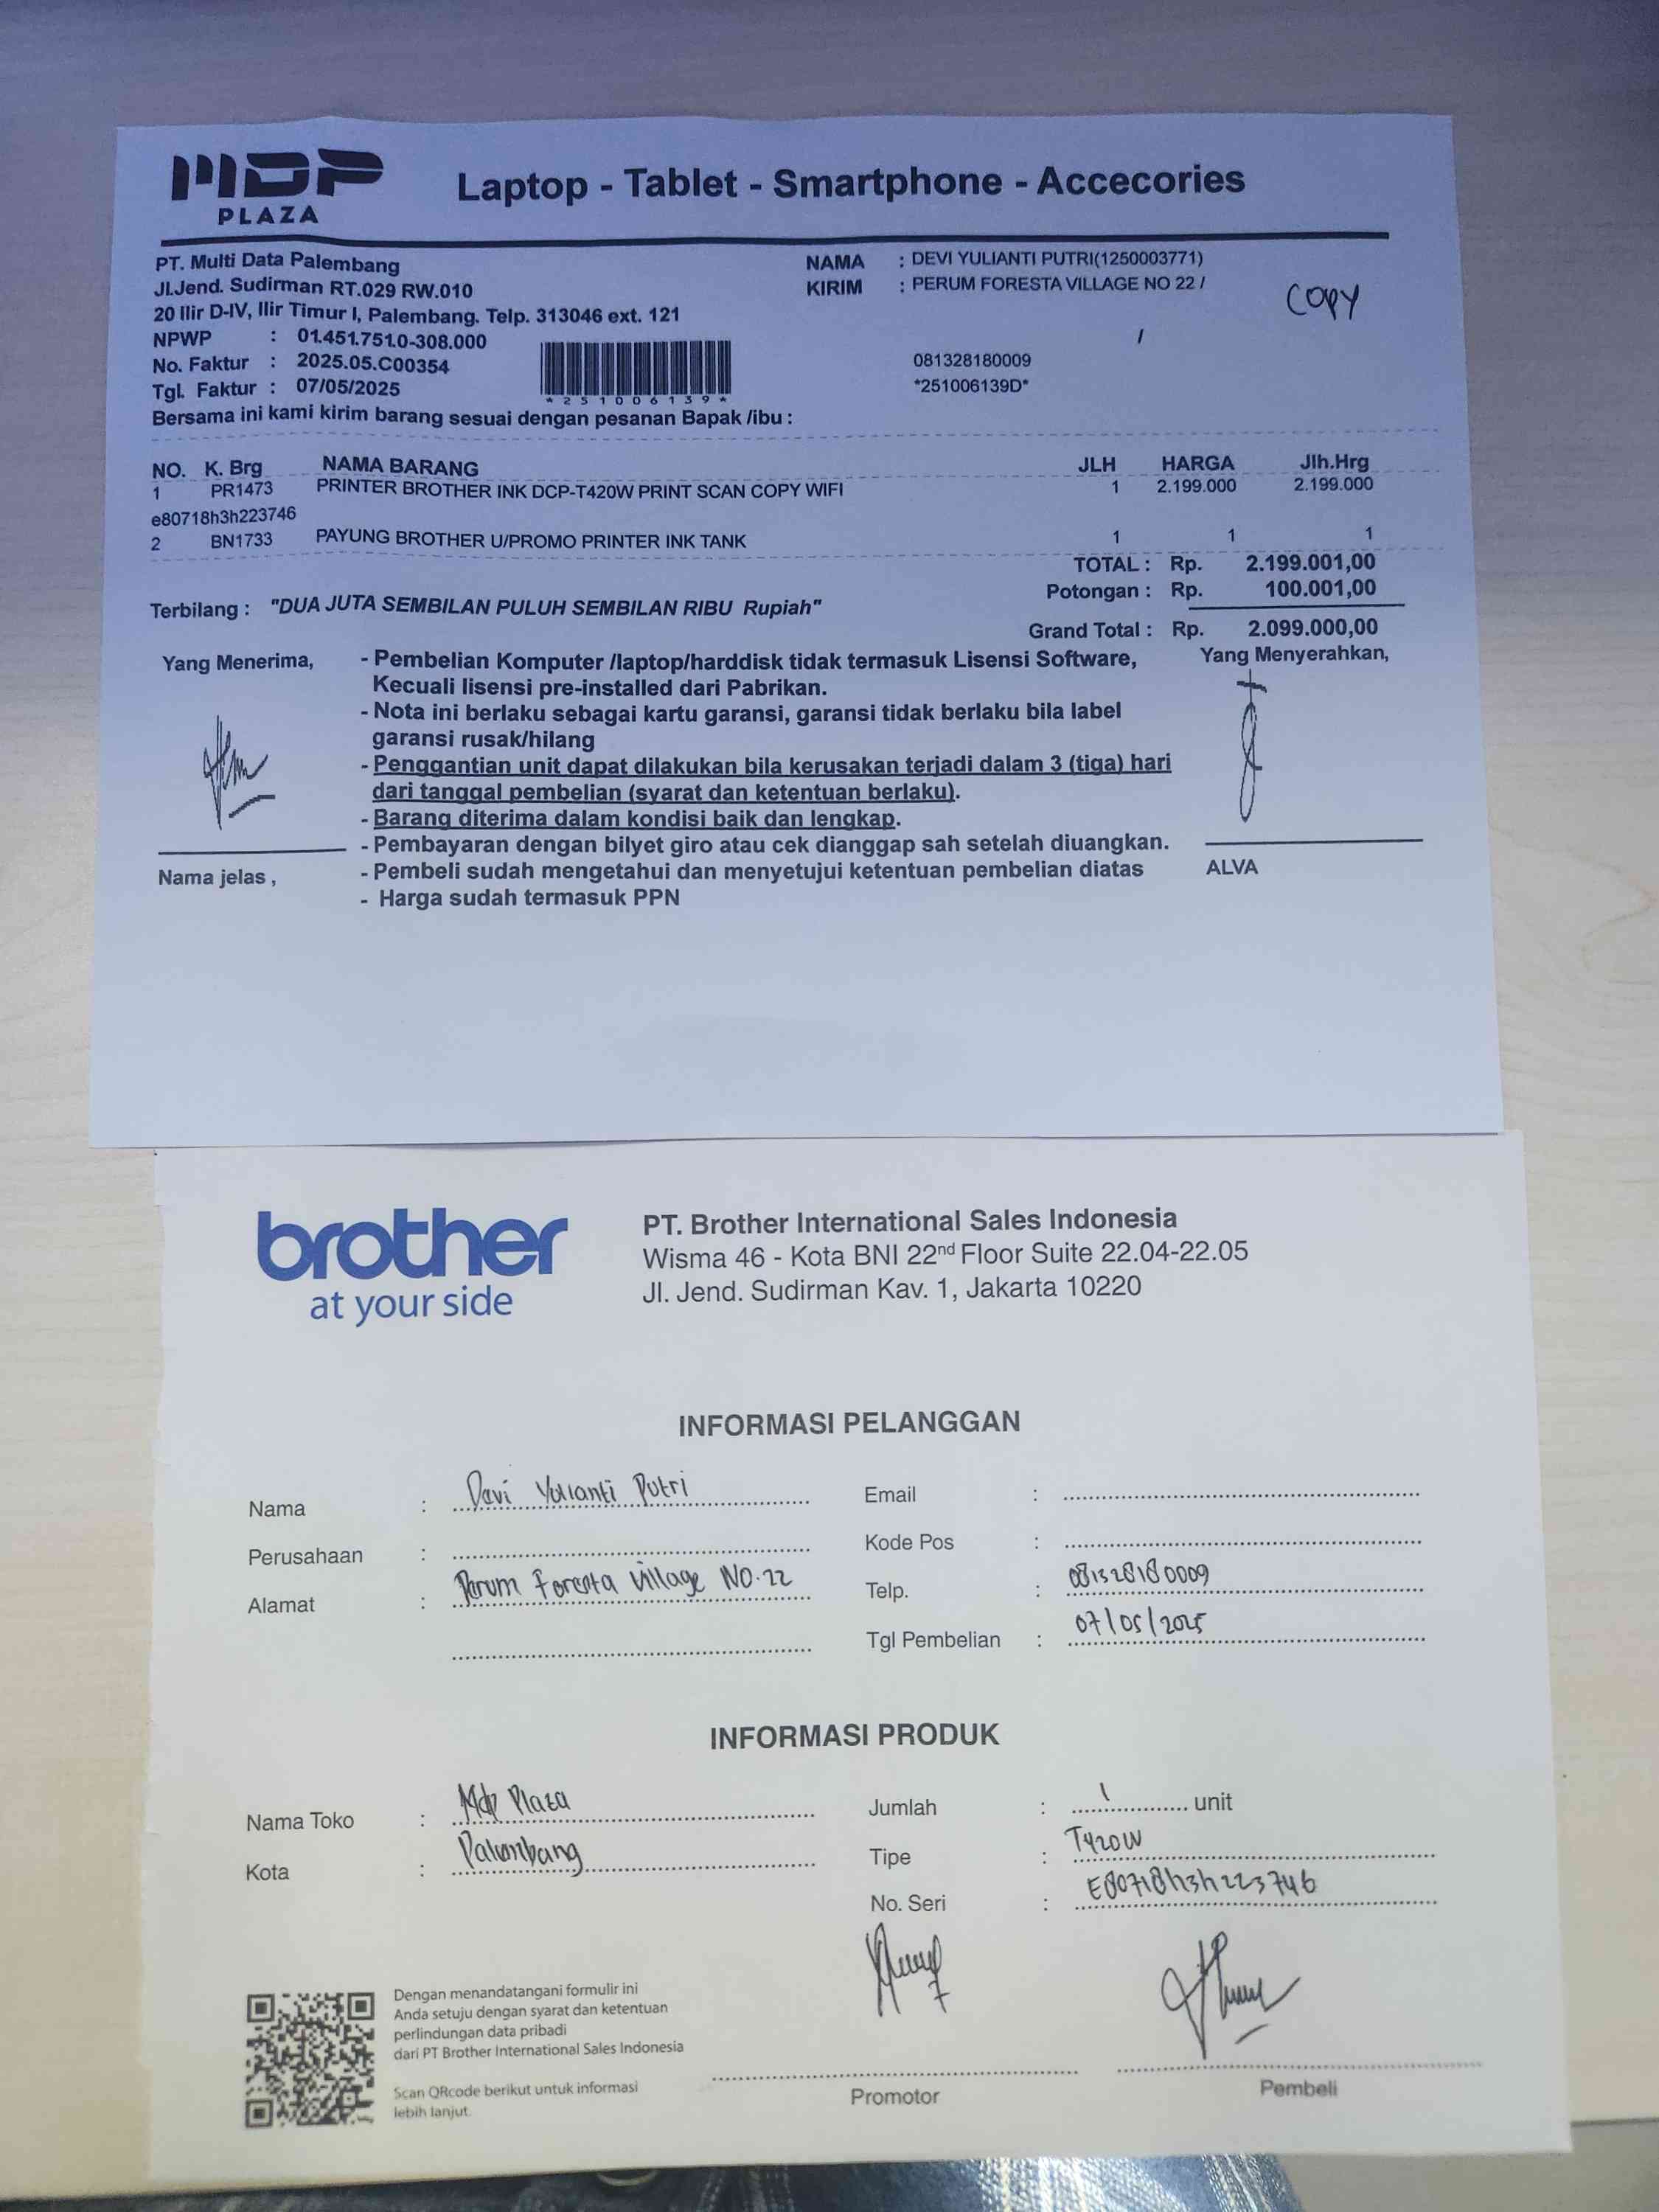 MDP
PLAZA
Laptop - Tablet - Smartphone - Accecories
PT. Multi Data Palembang
Jl.Jend. Sudirman RT.029 RW.010
20 Ilir D-IV, Ilir Timur I, Palembang. Telp. 313046 ext. 121
NPWP : 01.451.751.0-308.000
No. Faktur : 2025.05.C00354
Tgl. Faktur : 07/05/2025
*251006139*
NAMA : DEVI YULIANTI PUTRI(1250003771)
KIRIM : PERUM FORESTA VILLAGE NO 22 /
/
081328180009
*251006139D*
COPY
Bersama ini kami kirim barang sesuai dengan pesanan Bapak /ibu :
NO. K. Brg NAMA BARANG JLH HARGA Jlh.Hrg
1 PR1473 PRINTER BROTHER INK DCP-T420W PRINT SCAN COPY WIFI 1 2.199.000 2.199.000
e80718h3h223746
2 BN1733 PAYUNG BROTHER U/PROMO PRINTER INK TANK 1 1 1
TOTAL : Rp. 2.199.001,00
Potongan : Rp. 100.001,00
Terbilang : "DUA JUTA SEMBILAN PULUH SEMBILAN RIBU Rupiah"
Grand Total : Rp. 2.099.000,00
Yang Menerima,
- Pembelian Komputer /laptop/harddisk tidak termasuk Lisensi Software,
Kecuali lisensi pre-installed dari Pabrikan.
- Nota ini berlaku sebagai kartu garansi, garansi tidak berlaku bila label
garansi rusak/hilang
- Penggantian unit dapat dilakukan bila kerusakan terjadi dalam 3 (tiga) hari
dari tanggal pembelian (syarat dan ketentuan berlaku).
- Barang diterima dalam kondisi baik dan lengkap.
- Pembayaran dengan bilyet giro atau cek dianggap sah setelah diuangkan.
- Pembeli sudah mengetahui dan menyetujui ketentuan pembelian diatas
- Harga sudah termasuk PPN
Yang Menyerahkan,
Nama jelas ,
ALVA
brother
at your side
PT. Brother International Sales Indonesia
Wisma 46 - Kota BNI 22nd Floor Suite 22.04-22.05
Jl. Jend. Sudirman Kav. 1, Jakarta 10220
INFORMASI PELANGGAN
Nama : Devi Yulianti Putri
Perusahaan :
Alamat : Perum Foresta Village NO.22
Email :
Kode Pos :
Telp. : 081328180009
Tgl Pembelian : 07/05/2025
INFORMASI PRODUK
Nama Toko : Mdp Plaza
Kota : Palembang
Jumlah : 1 unit
Tipe : T420W
No. Seri : E80718h3h223746
Dengan menandatangani formulir ini
Anda setuju dengan syarat dan ketentuan
perlindungan data pribadi
dari PT Brother International Sales Indonesia
Scan QRcode berikut untuk informasi
lebih lanjut.
Promotor
Pembeli